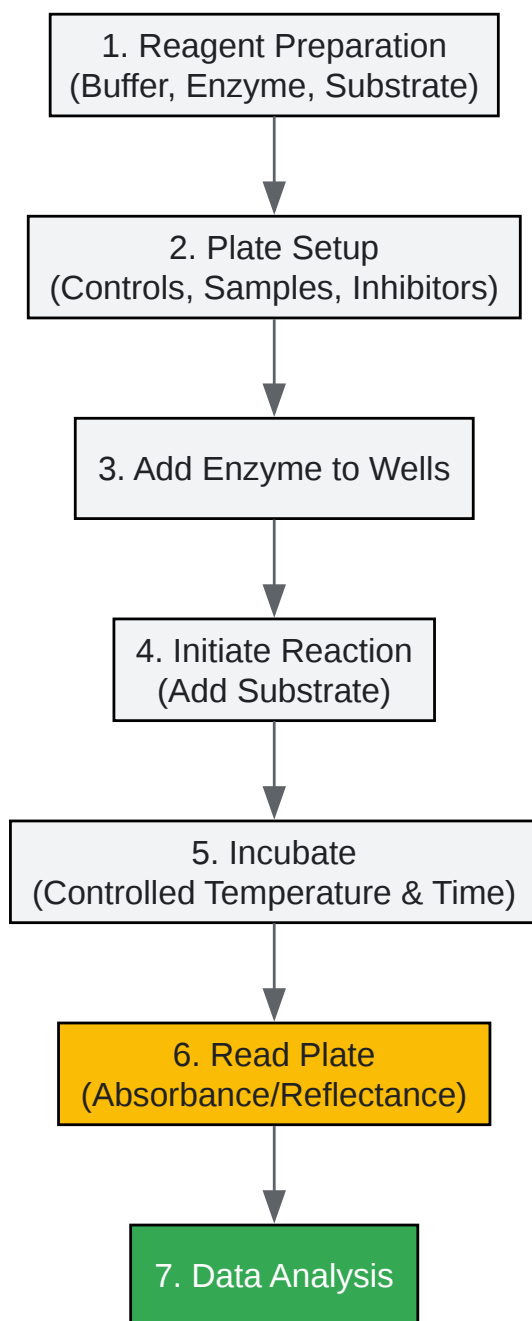 1. Reagent Preparation
(Buffer, Enzyme, Substrate)
2. Plate Setup
(Controls, Samples, Inhibitors)
3. Add Enzyme to Wells
4. Initiate Reaction
(Add Substrate)
5. Incubate
(Controlled Temperature & Time)
6. Read Plate
(Absorbance/Reflectance)
7. Data Analysis